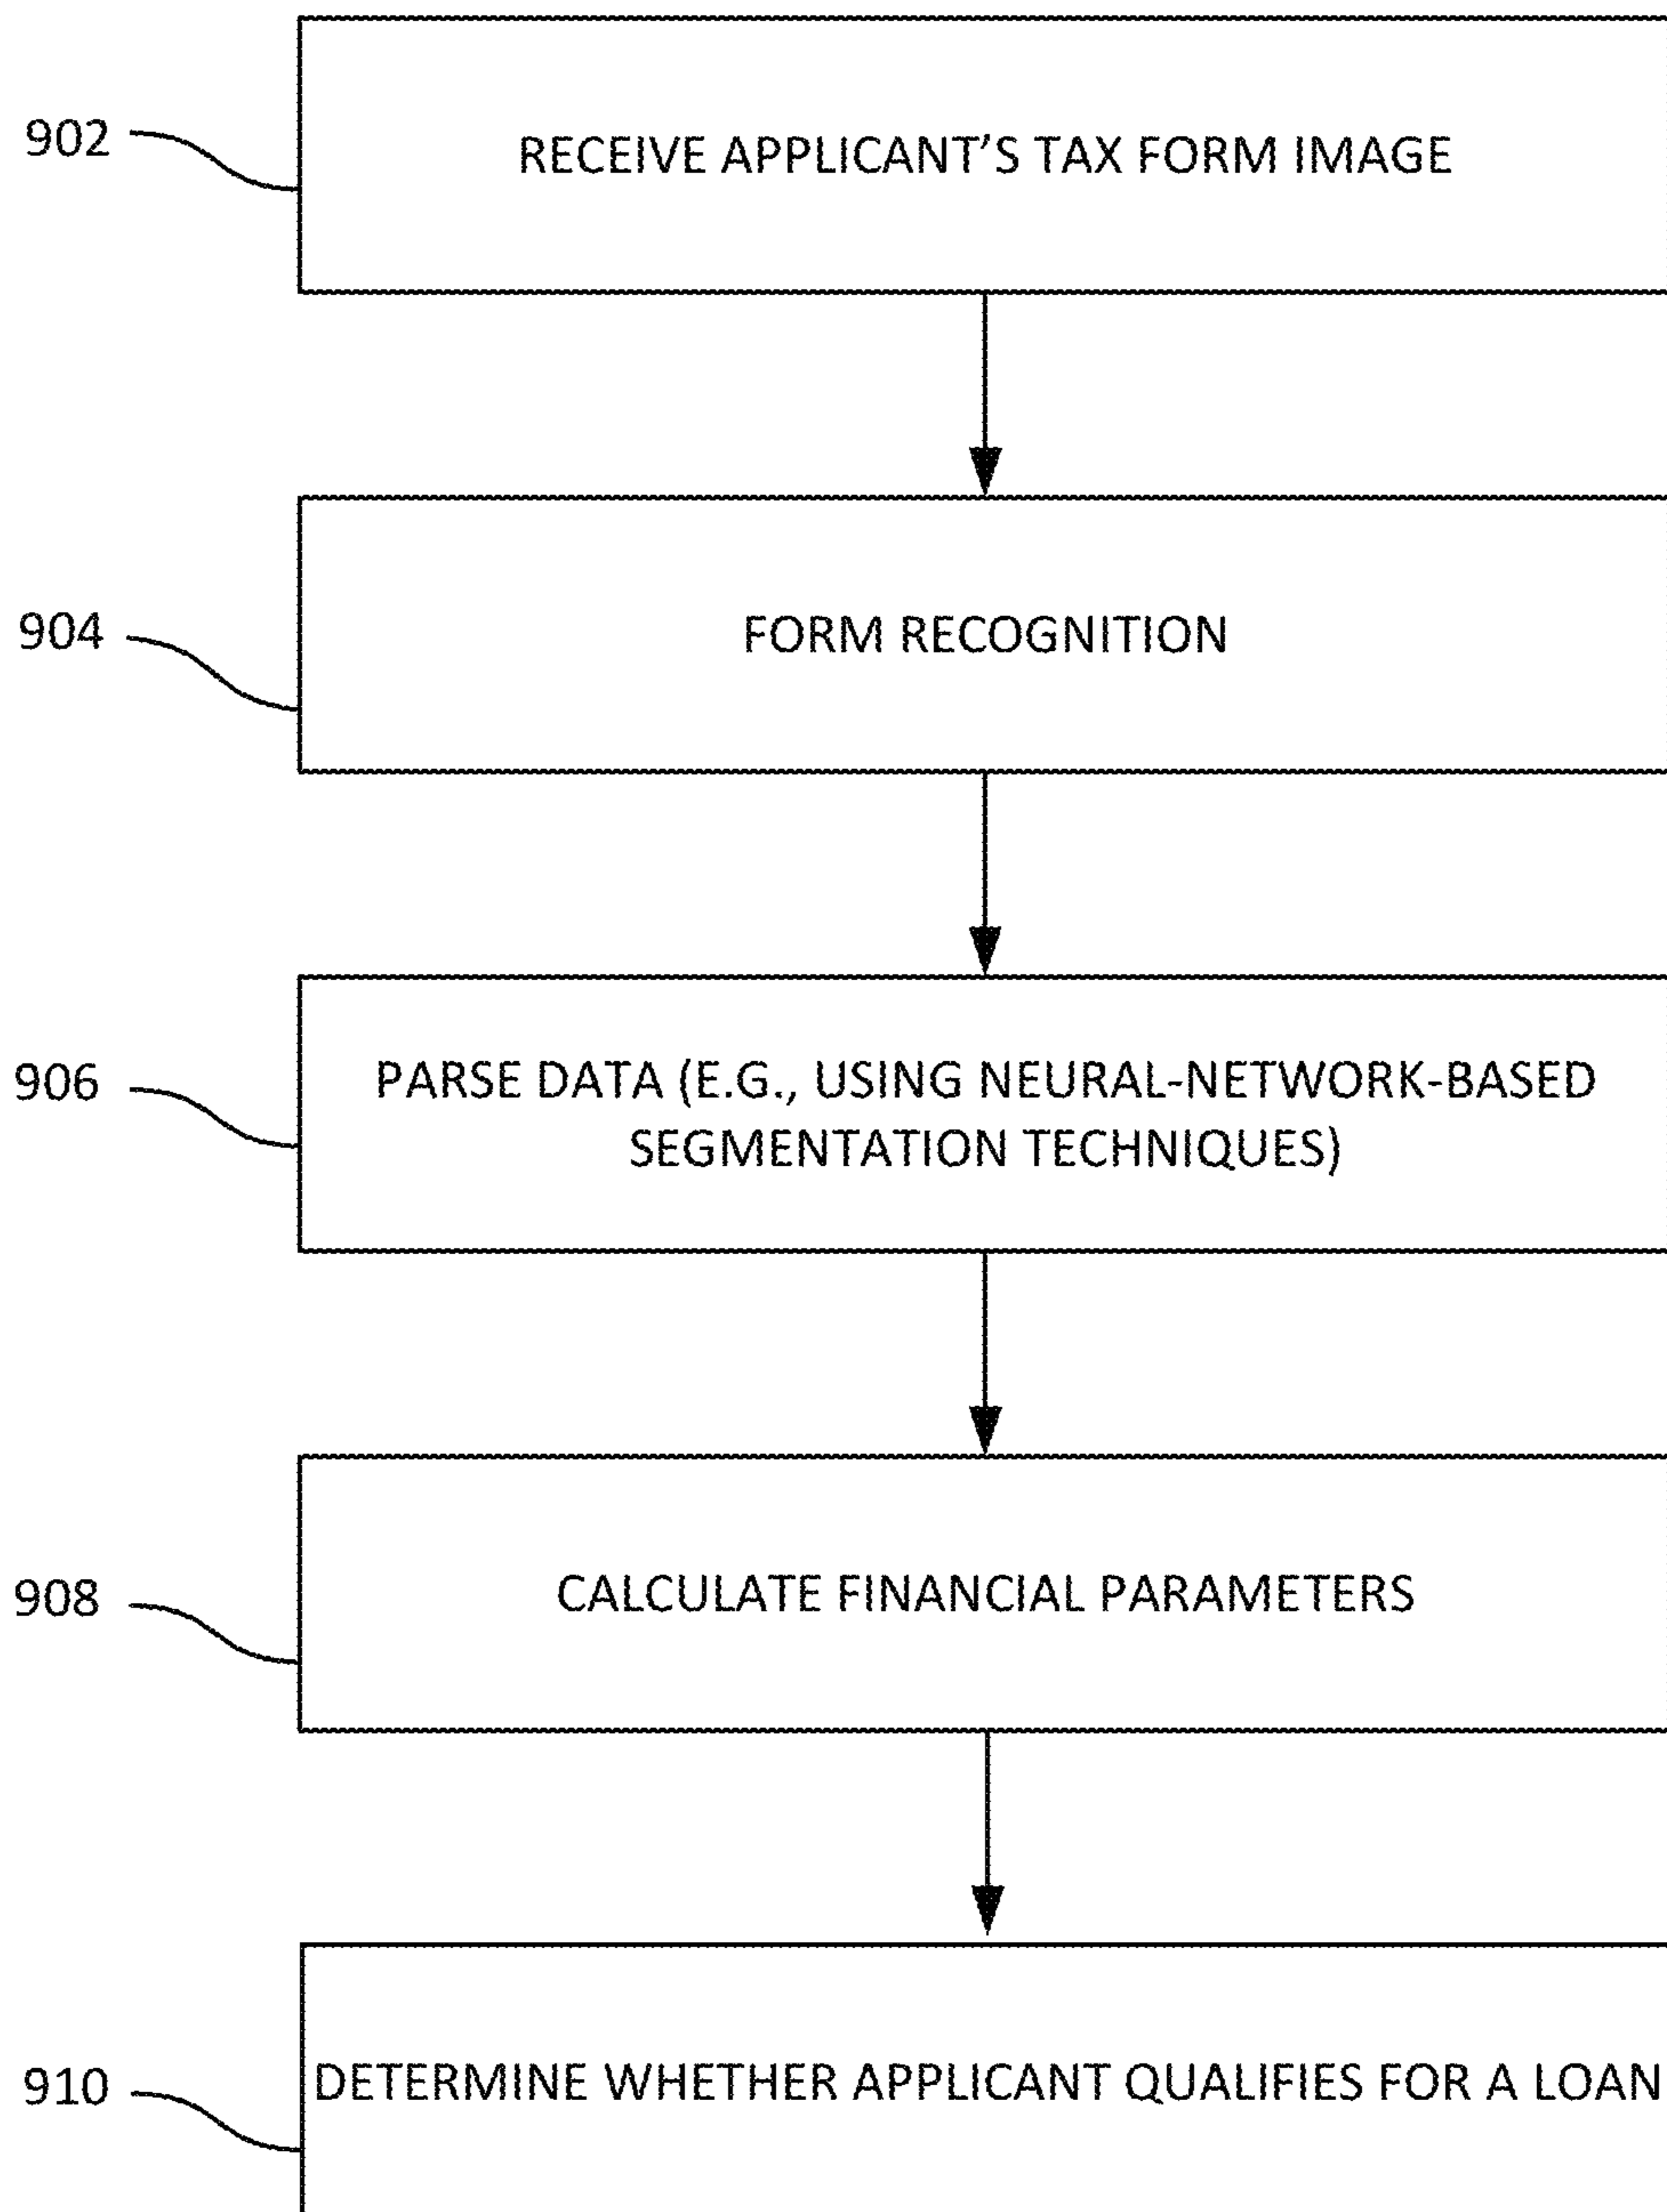 902
RECEIVE APPLICANT’S TAX FORM IMAGE
904
FORM RECOGNITION
906
PARSE DATA (E.G., USING NEURAL-NETWORK-BASED
SEGMENTATION TECHNIQUES)
908
CALCULATE FINANCIAL PARAMETERS
910
DETERMINE WHETHER APPLICANT QUALIFIES FOR A LOAN